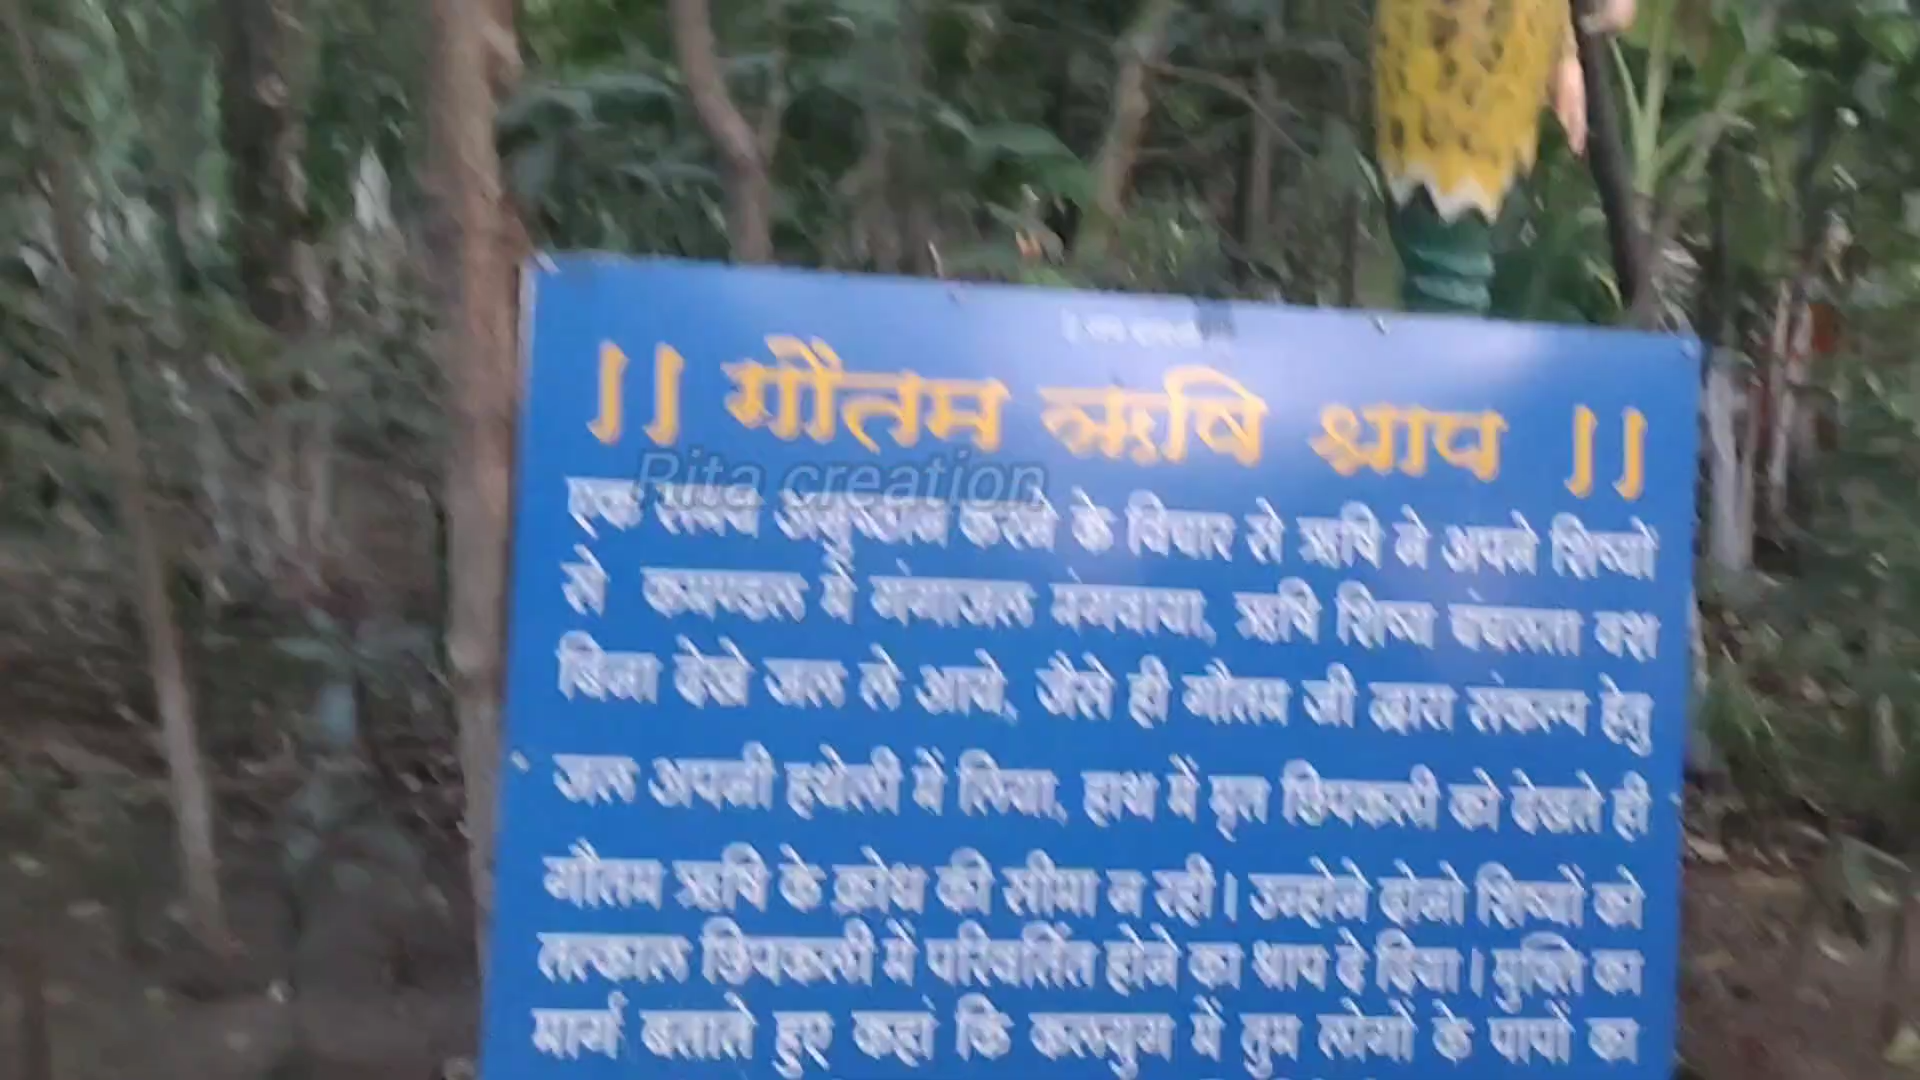 ।। गौतम ऋषि श्राप ।।
Rita creation
एक समय अनुष्ठान करने के विचार से ऋषि ने अपने शिष्यों
से कमण्डल में गंगाजल मंगवाया, ऋषि शिष्य चंचलता वश
बिना देखे जल ले आये, जैसे ही गौतम जी द्वारा संकल्प हेतु
जल अपनी हथेली में लिया, हाथ में मृत छिपकली को देखते ही
गौतम ऋषि के क्रोध की सीमा न रही। उन्होने दोनो शिष्यों को
तत्काल छिपकली में परिवर्तित होने का श्राप दे दिया। मुक्ति का
मार्ग बताते हुए कहा कि कलयुग में तुम लोगों के पापों का